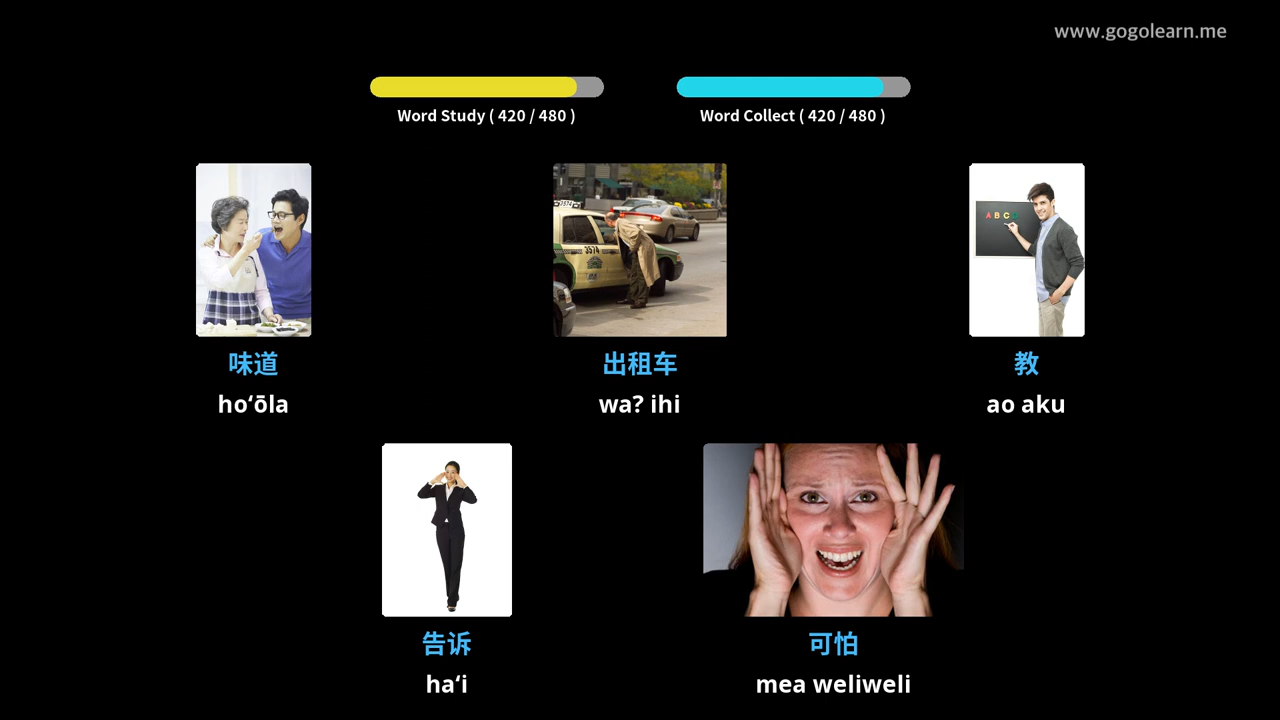 www.gogolearn.me
Word Study ( 420 / 480 )
Word Collect ( 420 / 480 )
3574
A B C
味道
出租车
教
hoʻōla
wa? ihi
ao aku
告诉
可怕
haʻi
mea weliweli